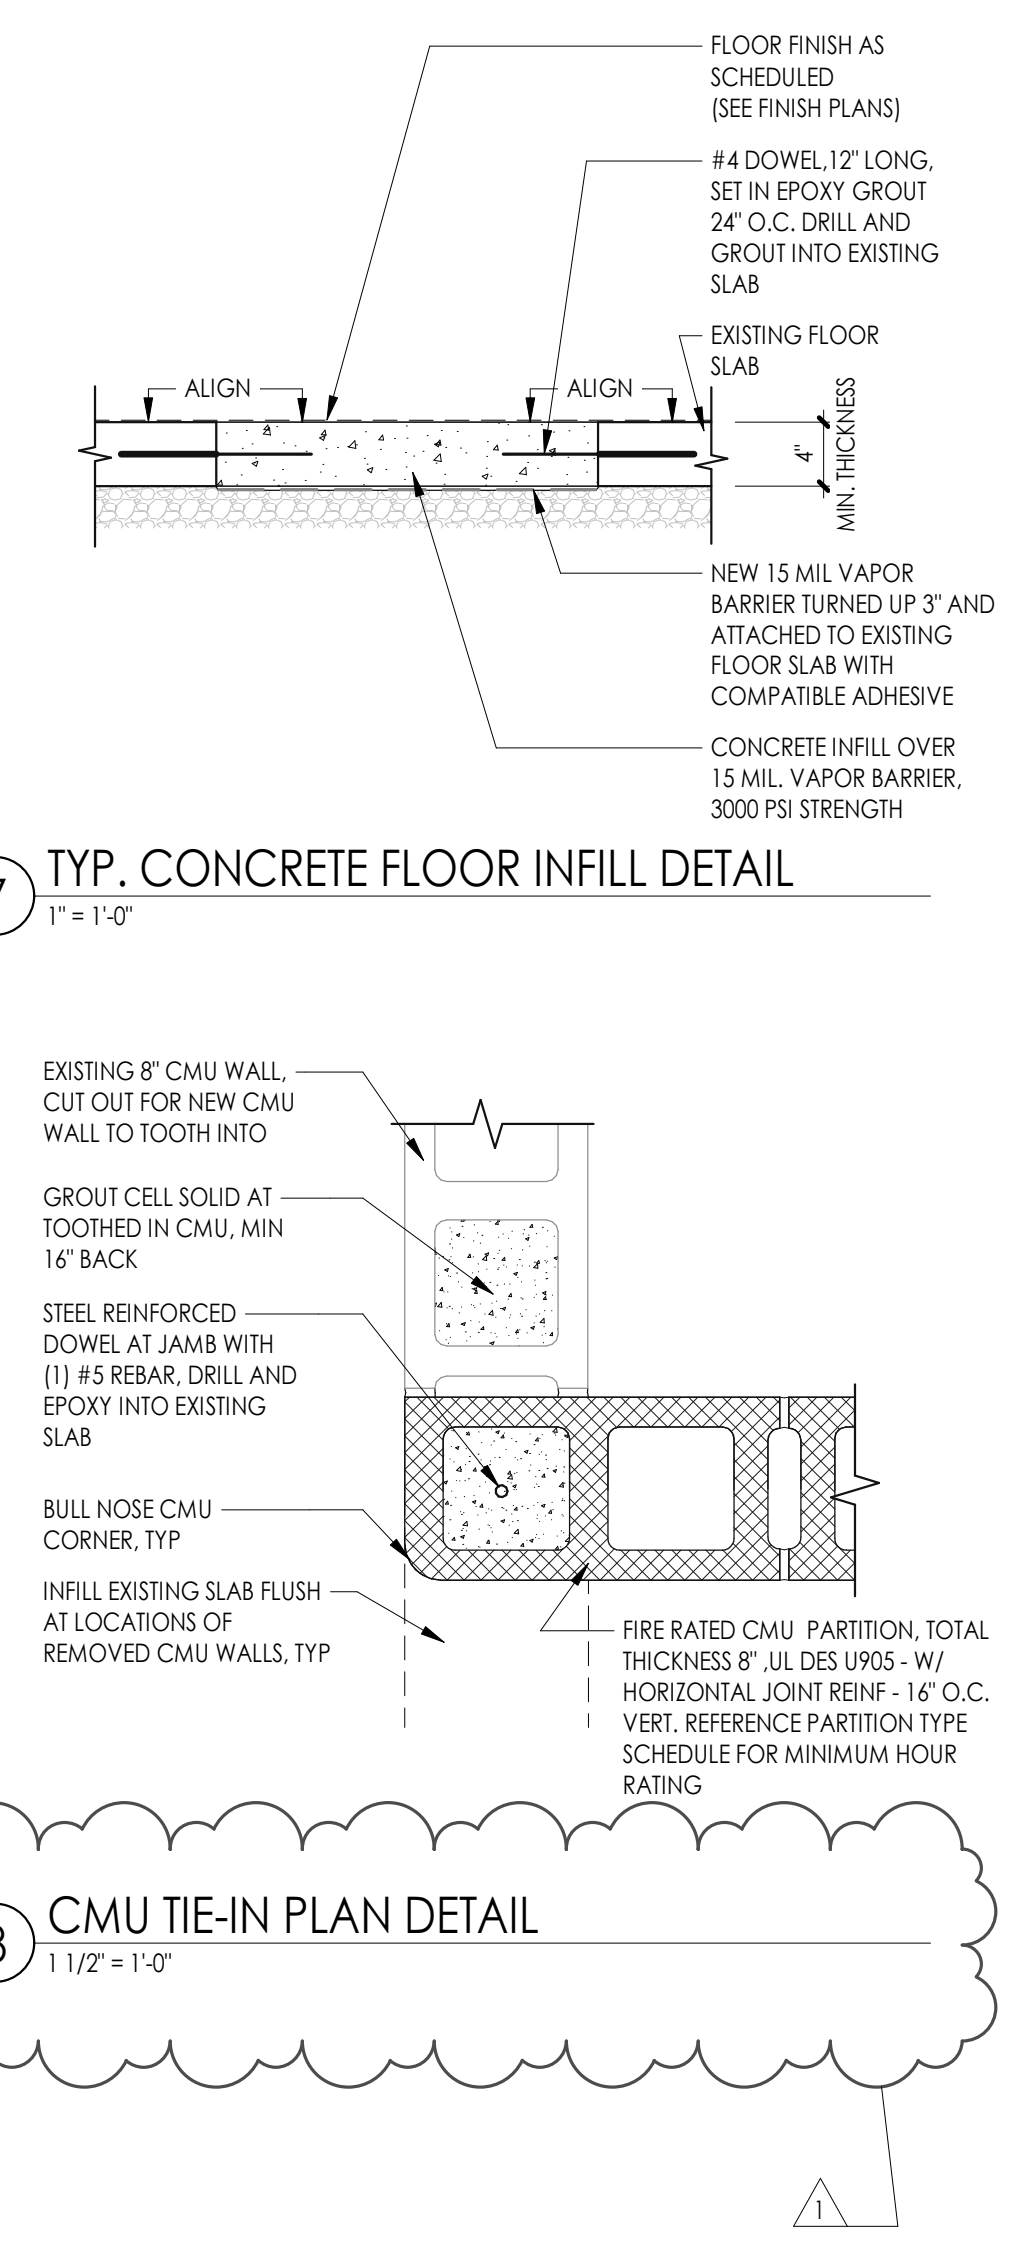 FLOOR FINISH AS
SCHEDULED
(SEE FINISH PLANS)
#4 DOWEL,12" LONG,
SET IN EPOXY GROUT
24" O.C. DRILL AND
GROUT INTO EXISTING
SLAB
EXISTING FLOOR
SLAB
ALIGN
ALIGN
4"
MIN. THICKNESS
NEW 15 MIL VAPOR
BARRIER TURNED UP 3" AND
ATTACHED TO EXISTING
FLOOR SLAB WITH
COMPATIBLE ADHESIVE
CONCRETE INFILL OVER
15 MIL. VAPOR BARRIER,
3000 PSI STRENGTH
TYP. CONCRETE FLOOR INFILL DETAIL
1" = 1'-0"
EXISTING 8" CMU WALL,
CUT OUT FOR NEW CMU
WALL TO TOOTH INTO
GROUT CELL SOLID AT
TOOTHED IN CMU, MIN
16" BACK
STEEL REINFORCED
DOWEL AT JAMB WITH
(1) #5 REBAR, DRILL AND
EPOXY INTO EXISTING
SLAB
BULL NOSE CMU
CORNER, TYP
INFILL EXISTING SLAB FLUSH
AT LOCATIONS OF
REMOVED CMU WALLS, TYP
FIRE RATED CMU  PARTITION, TOTAL
THICKNESS 8" ,UL DES U905 - W/
HORIZONTAL JOINT REINF - 16" O.C.
VERT. REFERENCE PARTITION TYPE
SCHEDULE FOR MINIMUM HOUR
RATING
CMU TIE-IN PLAN DETAIL
1 1/2" = 1'-0"
1